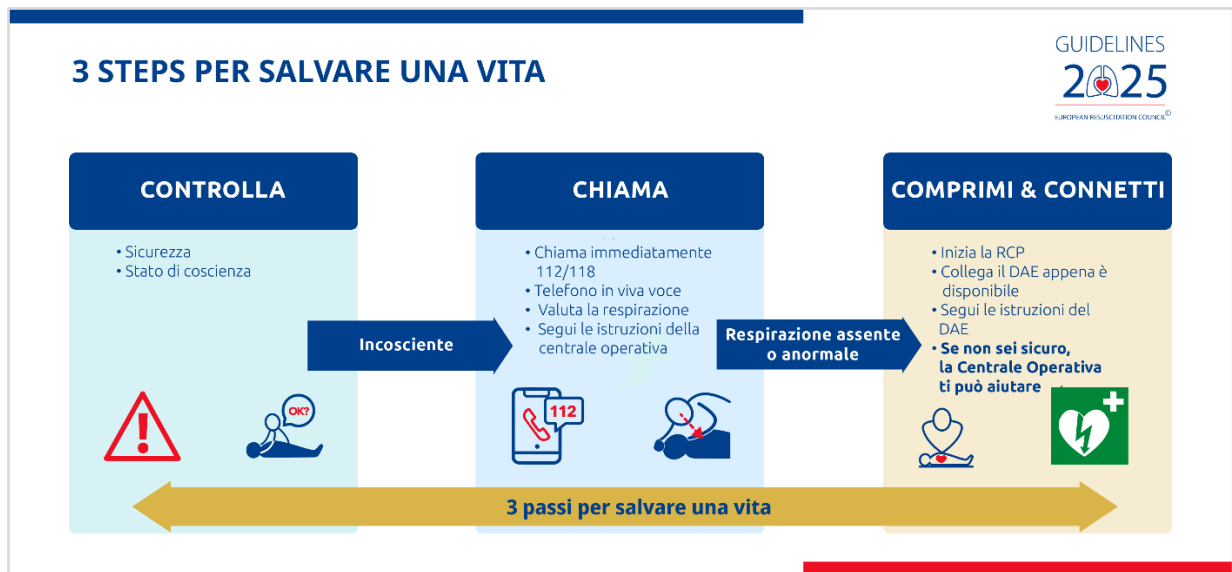 3 STEPS PER SALVARE UNA VITA
GUIDELINES
2025
EUROPEAN RESUSCITATION COUNCIL©
CONTROLLA
• Sicurezza
• Stato di coscienza
Incosciente
OK?
CHIAMA
• Chiama immediatamente
112/118
• Telefono in viva voce
• Valuta la respirazione
• Segui le istruzioni della
centrale operativa
112
Respirazione assente
o anormale
COMPRIMI & CONNETTI
• Inizia la RCP
• Collega il DAE appena è
disponibile
• Segui le istruzioni del
DAE
• Se non sei sicuro,
la Centrale Operativa
ti può aiutare
3 passi per salvare una vita